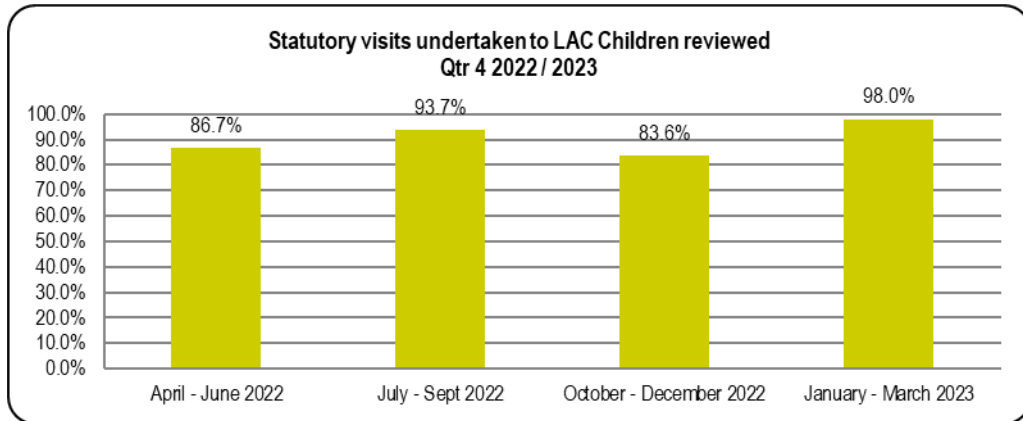 Statutory visits undertaken to LAC Children reviewed
Qtr 4 2022 / 2023
100.0%
90.0%
80.0%
70.0%
60.0%
50.0%
40.0%
30.0%
20.0%
10.0%
0.0%
86.7%
93.7%
83.6%
98.0%
April - June 2022
July - Sept 2022
October - December 2022
January - March 2023